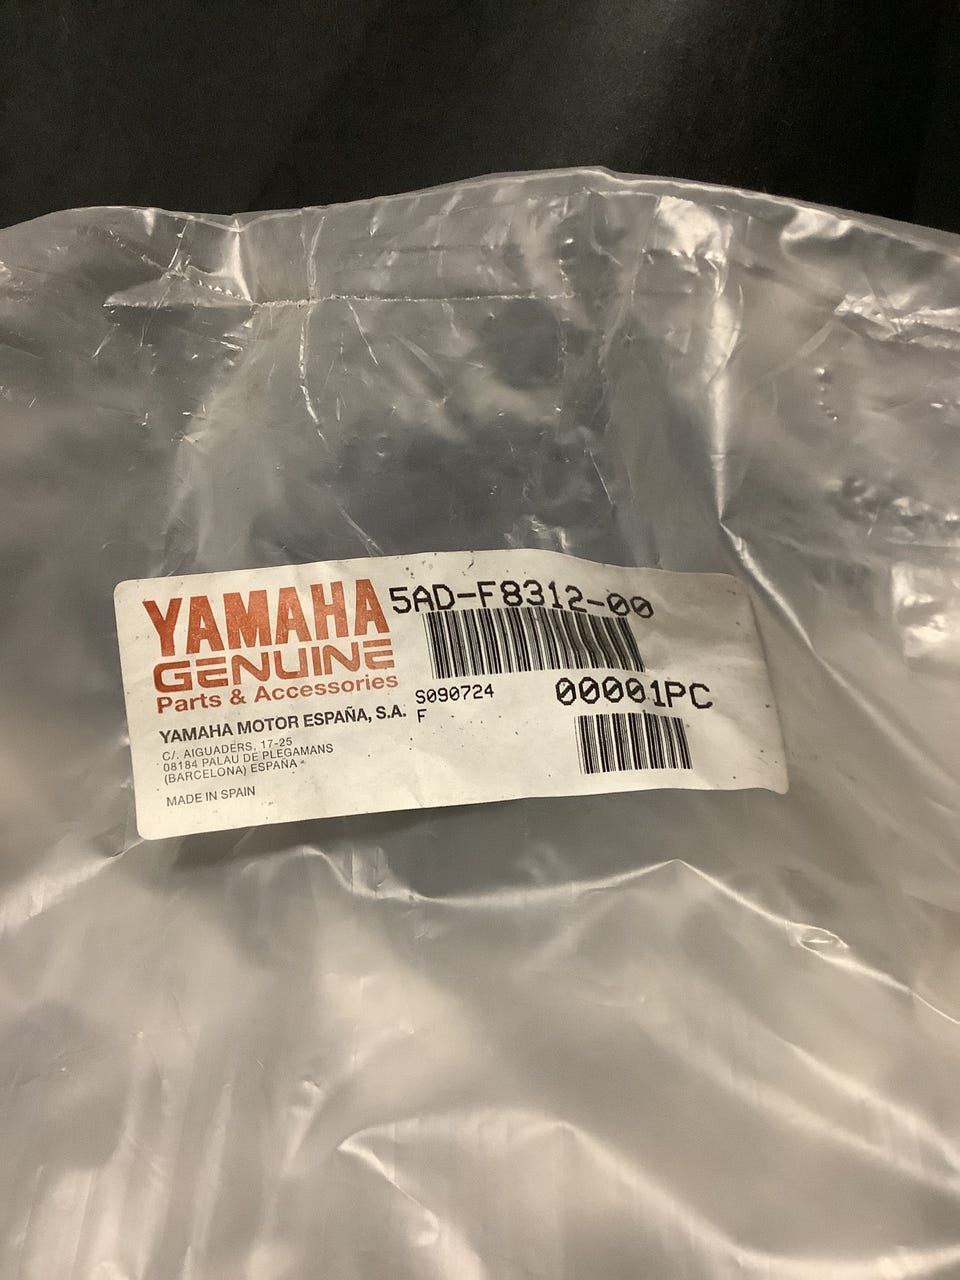 YAMAHA
GENUINE
Parts & Accessories
YAMAHA MOTOR ESPAÑA, S.A.
C/. AIGUADERS, 17-25
08184 PALAU DE PLEGAMANS
(BARCELONA) ESPAÑA
MADE IN SPAIN
5AD-F8312-00
S090724
F
00001PC